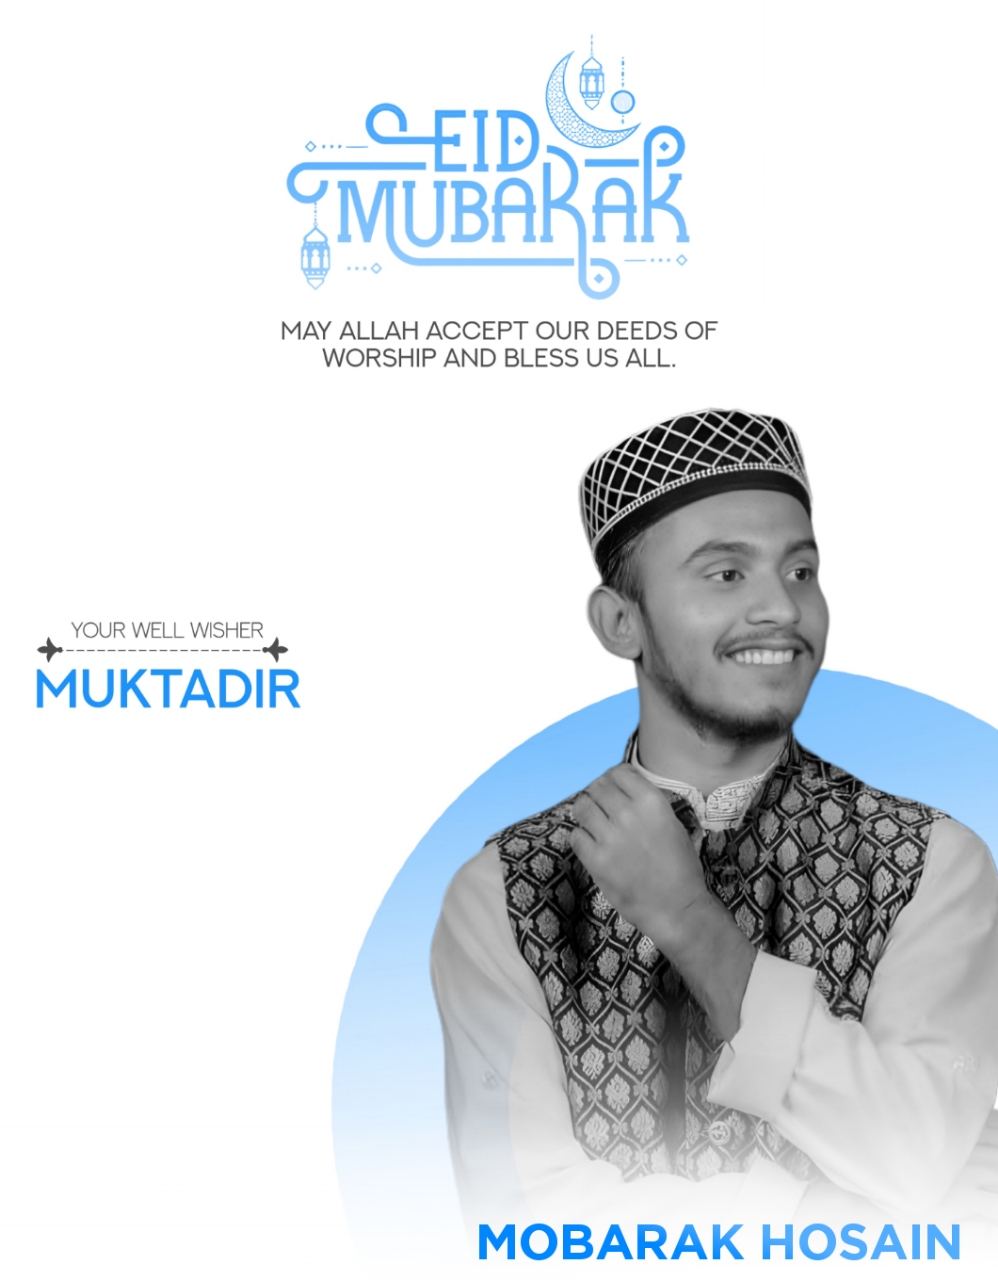 EID
MUBARAK
MAY ALLAH ACCEPT OUR DEEDS OF
WORSHIP AND BLESS US ALL.
YOUR WELL WISHER
MUKTADIR
MOBARAK HOSAIN